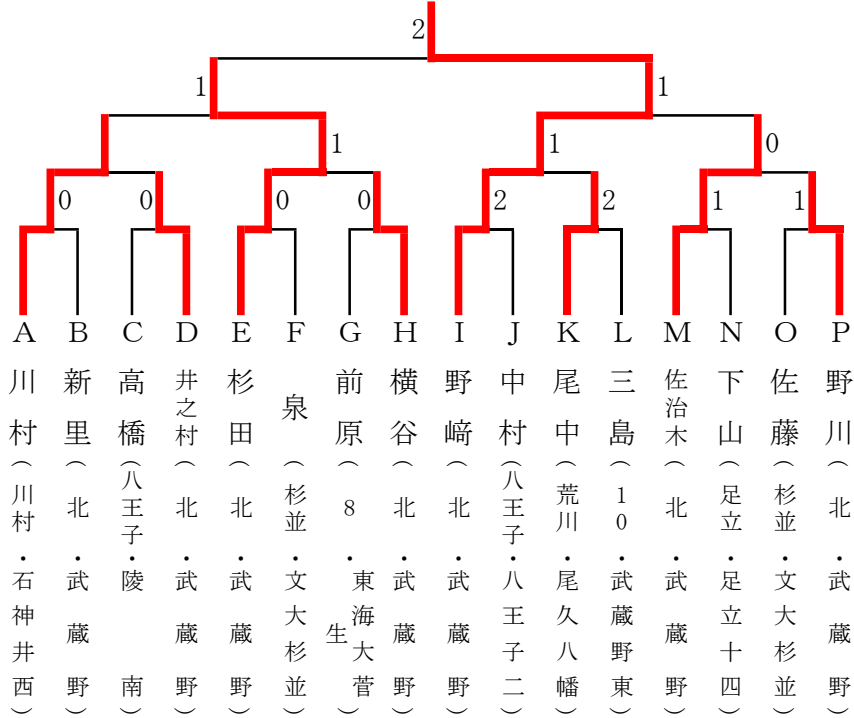 2
1 1
1 1 0
0 0 0 0 2 2 1 1
A B C D E F G H I J K L M N O P
川村(川村・石神井西)
新里(北・武蔵野)
高橋(八王子・陵南)
井之村(北・武蔵野)
杉田(北・武蔵野)
泉(杉並・文大杉並)
前原(8・東海大菅生)
横谷(北・武蔵野)
野﨑(北・武蔵野)
中村(八王子・八王子二)
尾中(荒川・尾久八幡)
三島(10・武蔵野東)
佐治木(北・武蔵野)
下山(足立・足立十四)
佐藤(杉並・文大杉並)
野川(北・武蔵野)